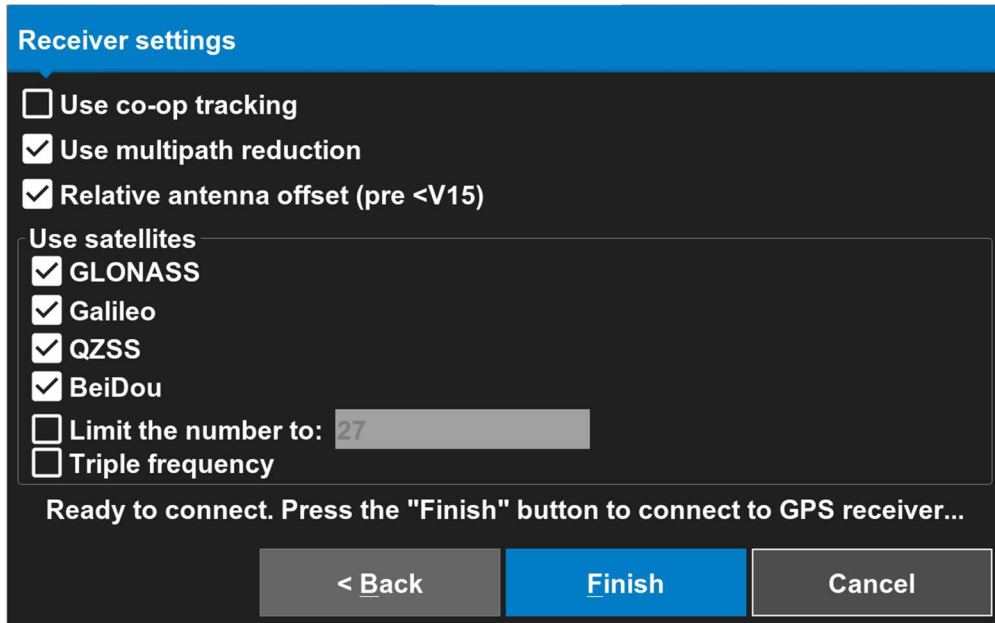 Receiver settings
Use co-op tracking
Use multipath reduction
Relative antenna offset (pre <V15)
Use satellites
GLONASS
Galileo
QZSS
BeiDou
Limit the number to: 27
Triple frequency
Ready to connect. Press the "Finish" button to connect to GPS receiver...
< Back Finish Cancel